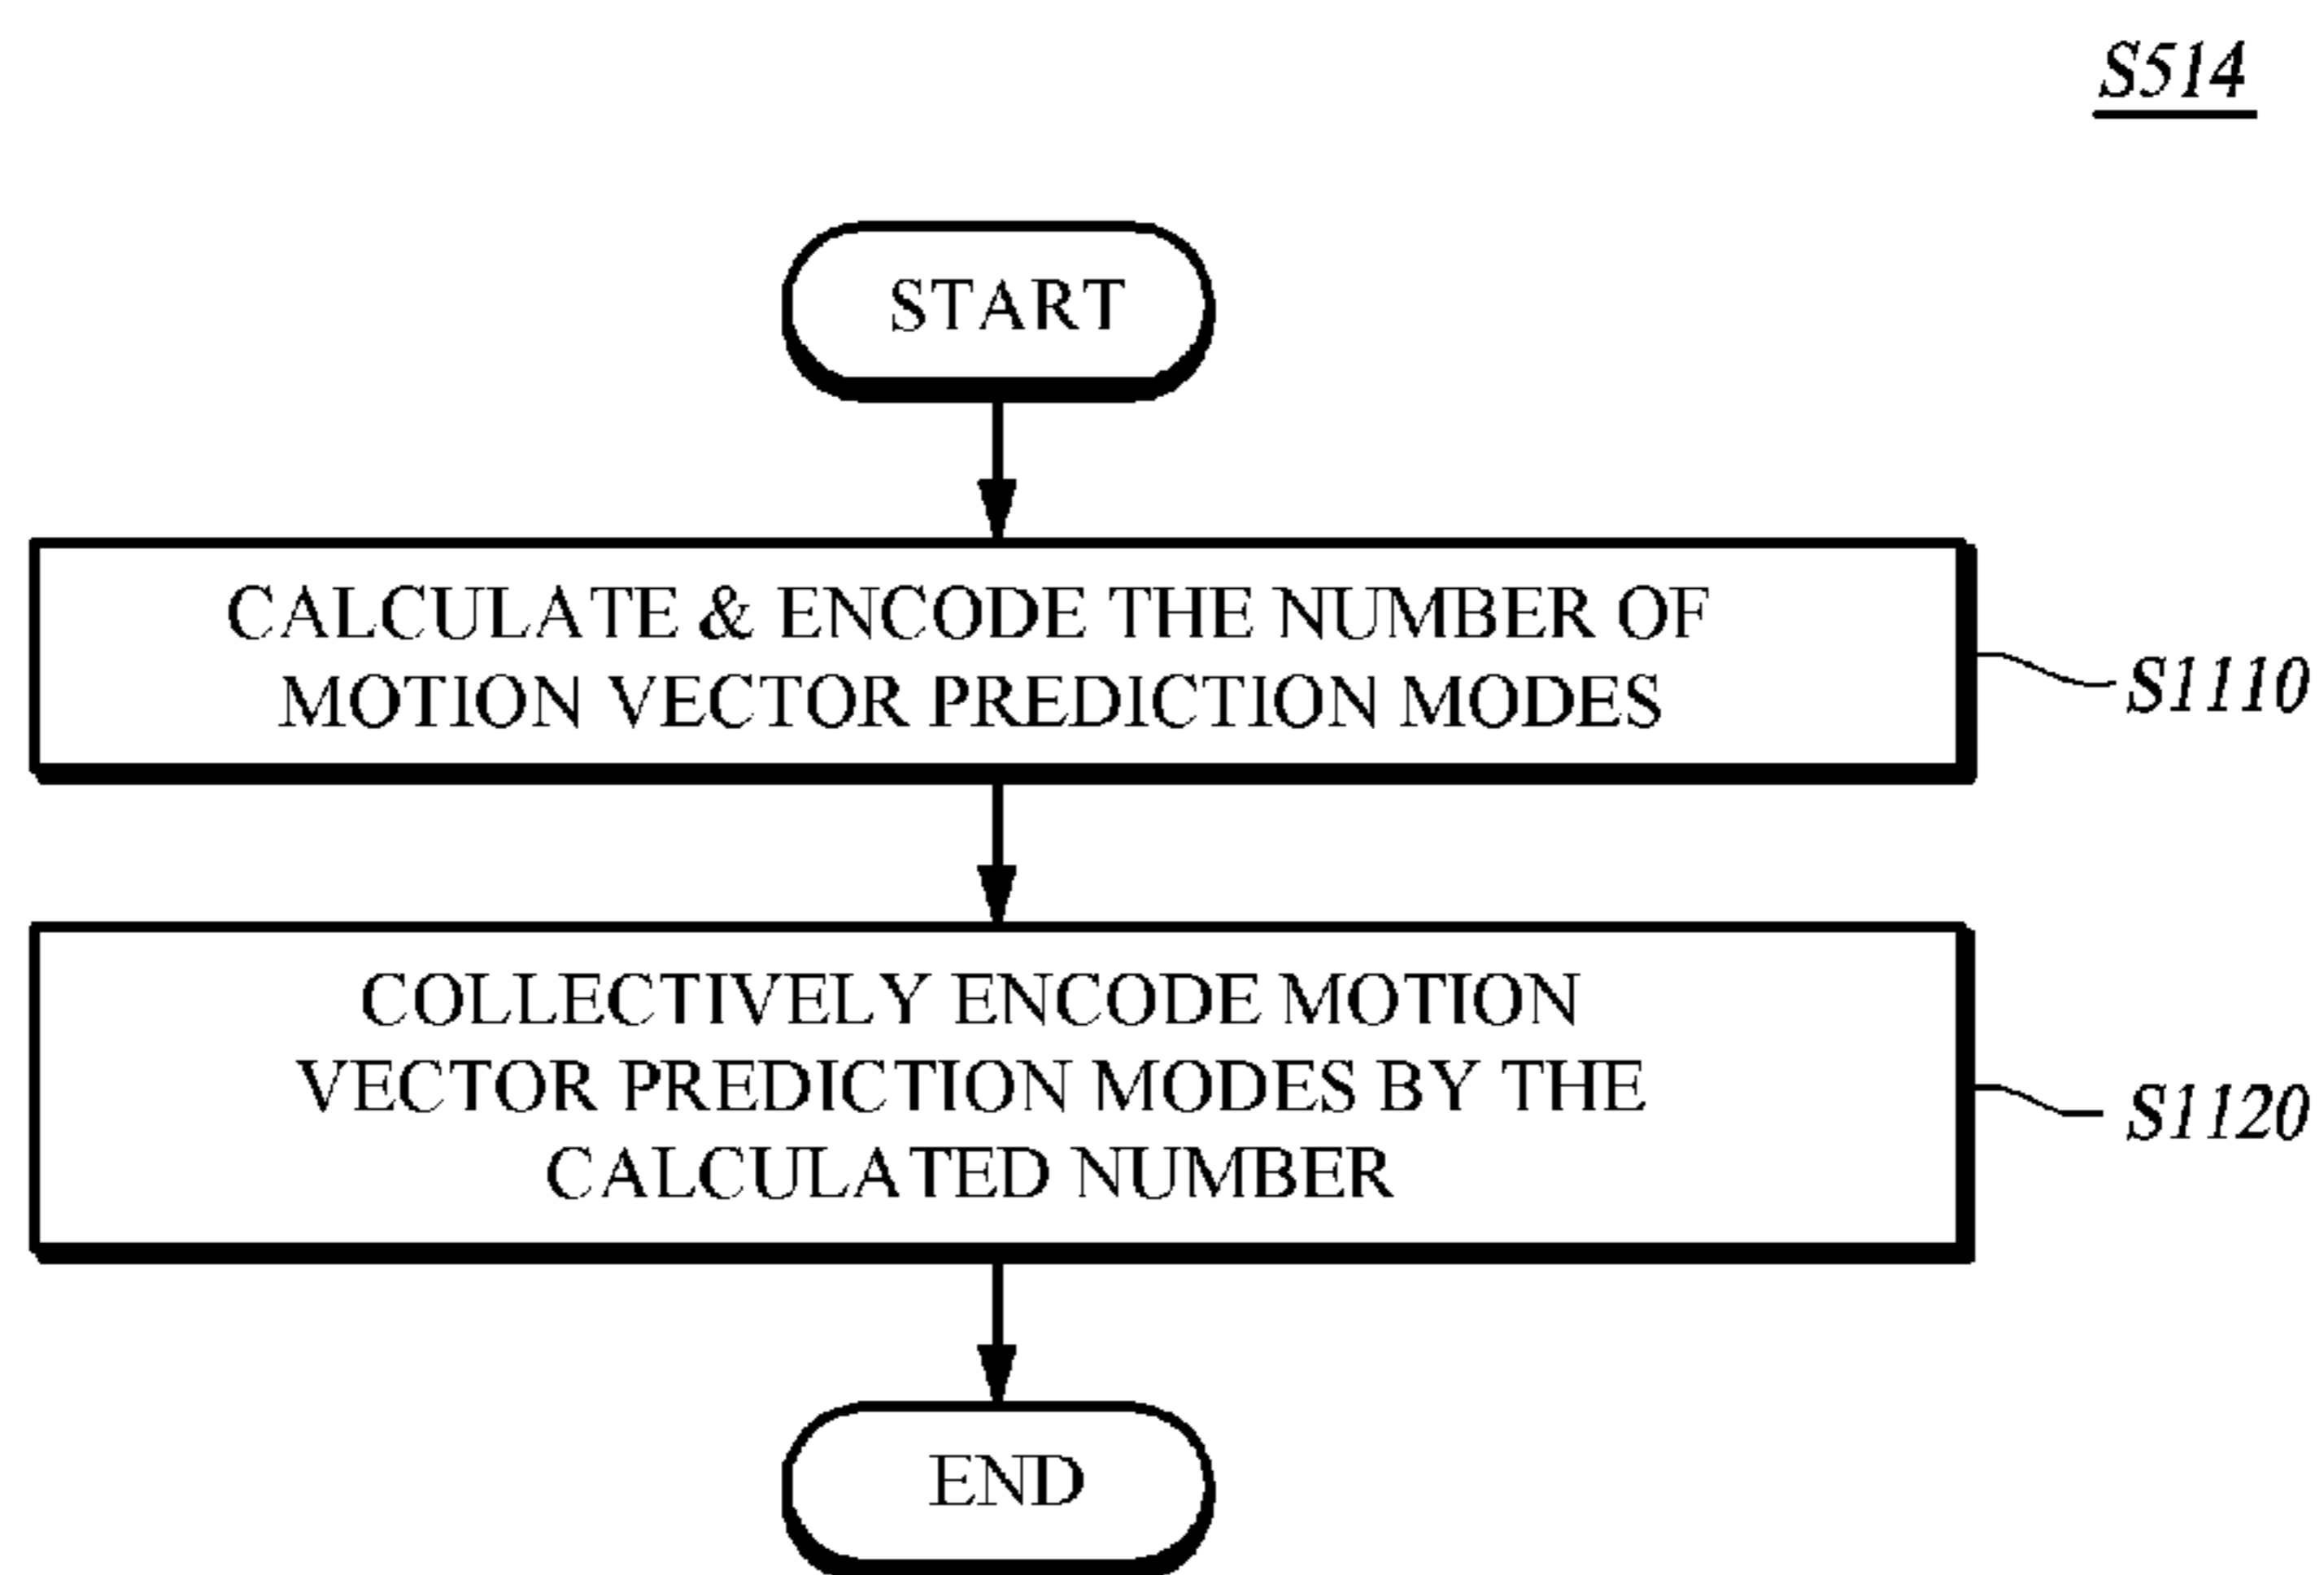 S514
START
CALCULATE & ENCODE THE NUMBER OF
MOTION VECTOR PREDICTION MODES
S1110
COLLECTIVELY ENCODE MOTION
VECTOR PREDICTION MODES BY THE
CALCULATED NUMBER
S1120
END